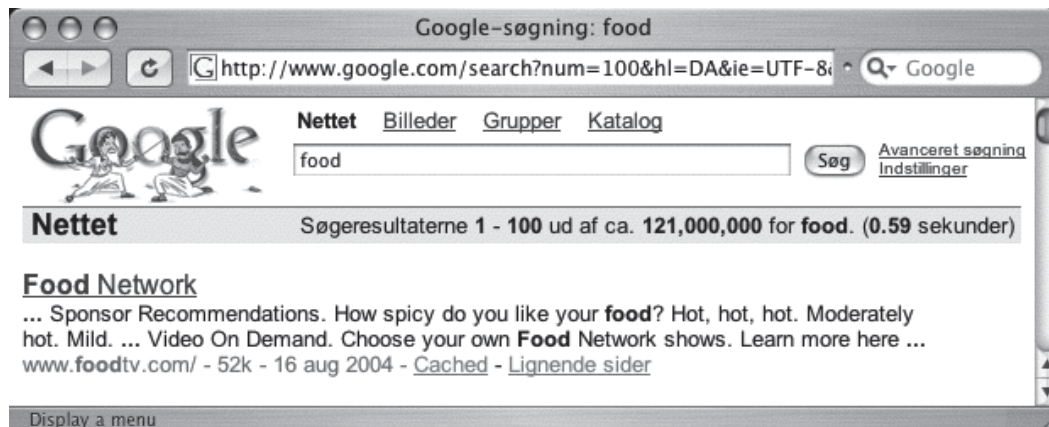 Google-søgning: food
http://www.google.com/search?num=100&hl=DA&ie=UTF-8& Google
Google
Nettet Billeder Grupper Katalog
food Søg Avanceret søgning
Indstillinger
Nettet Søgeresultaterne 1 - 100 ud af ca. 121,000,000 for food. (0.59 sekunder)
Food Network
... Sponsor Recommendations. How spicy do you like your food? Hot, hot, hot. Moderately
hot. Mild. ... Video On Demand. Choose your own Food Network shows. Learn more here ...
www.foodtv.com/ - 52k - 16 aug 2004 - Cached - Lignende sider
Display a menu